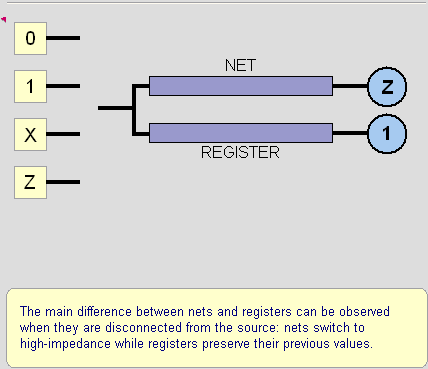 0
1
X
Z
NET
Z
1
REGISTER
The main difference between nets and registers can be observed
when they are disconnected from the source: nets switch to
high-impedance while registers preserve their previous values.